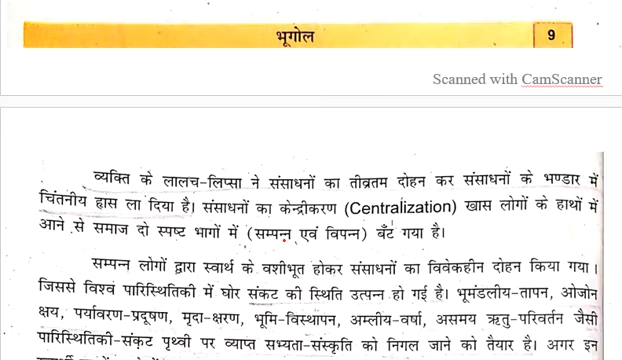 भूगोल
9
Scanned with CamScanner
व्यक्ति के लालच-लिप्सा ने संसाधनों का तीव्रतम दोहन कर संसाधनों के भण्डार में
चिंतनीय ह्रास ला दिया है। संसाधनों का केन्द्रीकरण (Centralization) खास लोगों के हाथों में
आने से समाज दो स्पष्ट भागों में (सम्पन्न एवं विपन्न) बँट गया है।
सम्पन्न लोगों द्वारा स्वार्थ के वशीभूत होकर संसाधनों का विवेकहीन दोहन किया गया।
जिससे विश्व पारिस्थितिकी में घोर संकट की स्थिति उत्पन्न हो गई है। भूमंडलीय-तापन, ओजोन
क्षय, पर्यावरण-प्रदूषण, मृदा-क्षरण, भूमि-विस्थापन, अम्लीय-वर्षा, असमय ऋतु-परिवर्तन जैसी
पारिस्थितिकी-संकट पृथ्वी पर व्याप्त सभ्यता-संस्कृति को निगल जाने को तैयार है। अगर इन